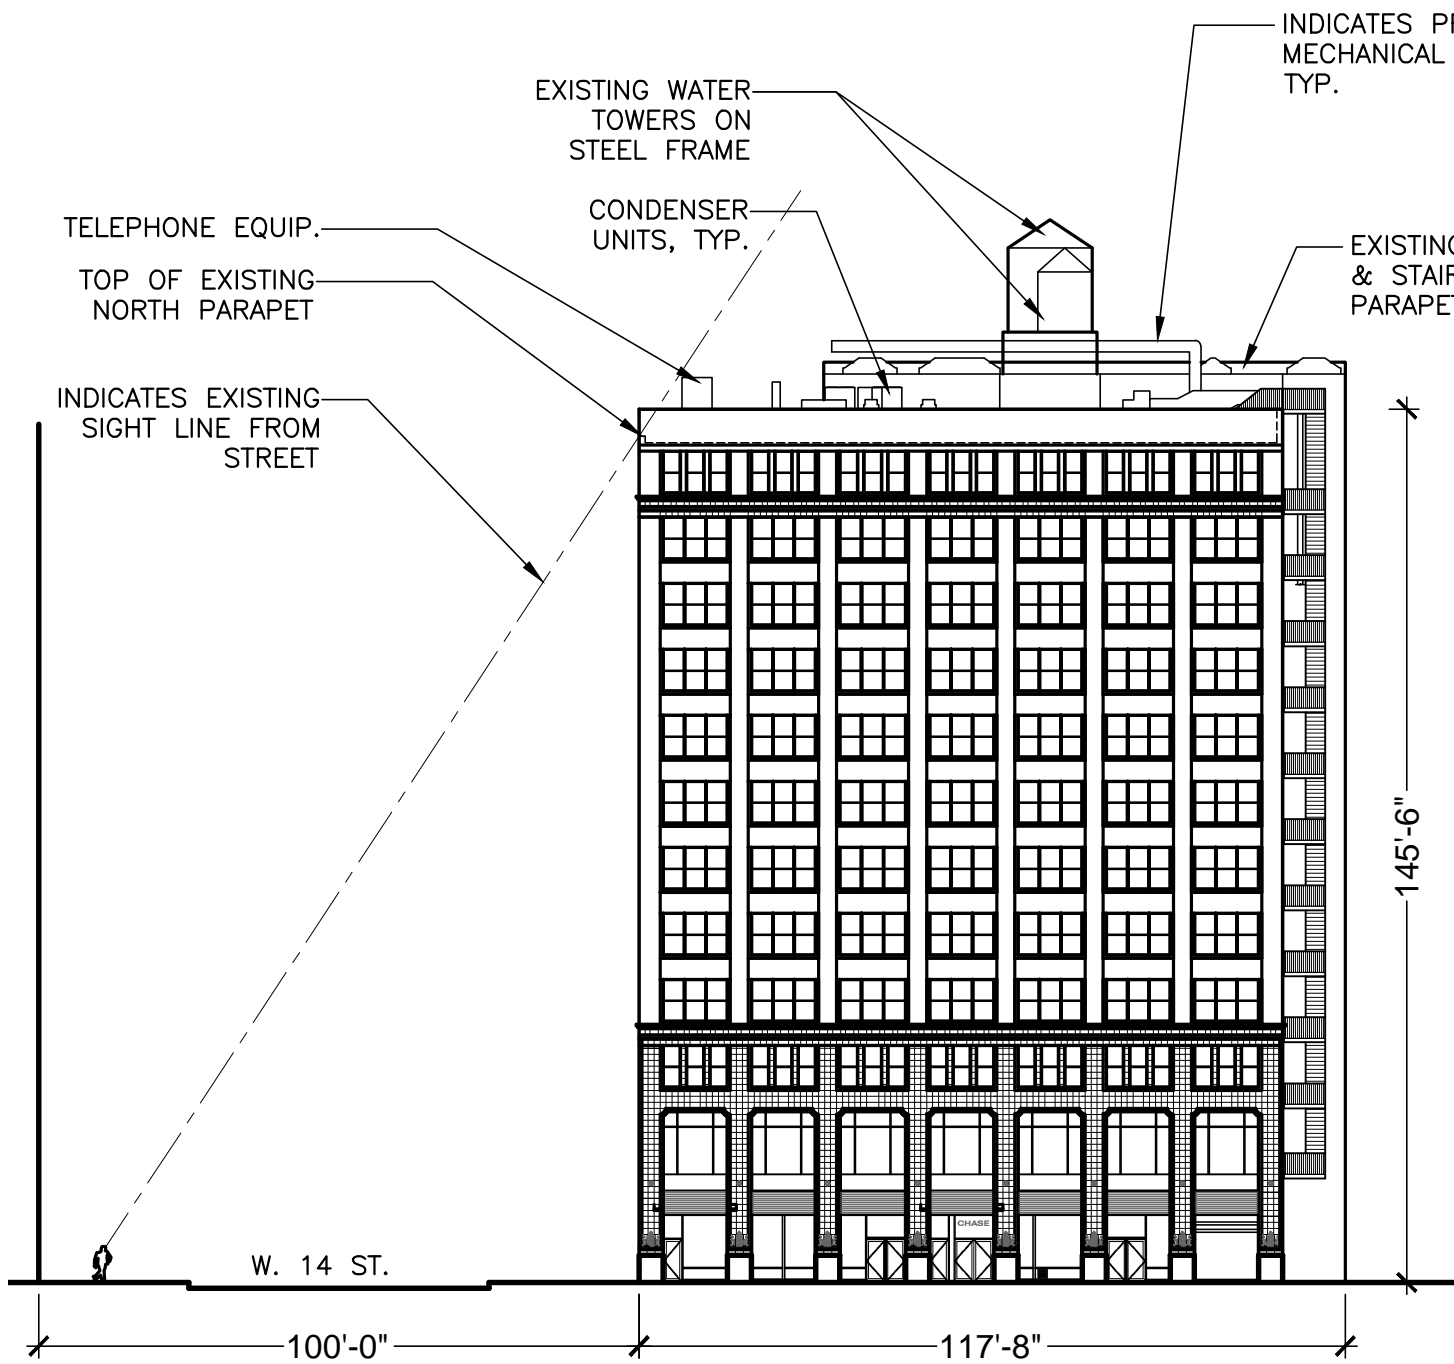 INDICATES
MECHANICAL
TYP.
EXISTING WATER
TOWERS ON
STEEL FRAME
TELEPHONE EQUIP.
CONDENSER
UNITS, TYP.
TOP OF EXISTING
NORTH PARAPET
EXISTING
& STAIR
PARAPET
INDICATES EXISTING
SIGHT LINE FROM
STREET
145'-6"
CHASE
W. 14 ST.
100'-0"
117'-8"